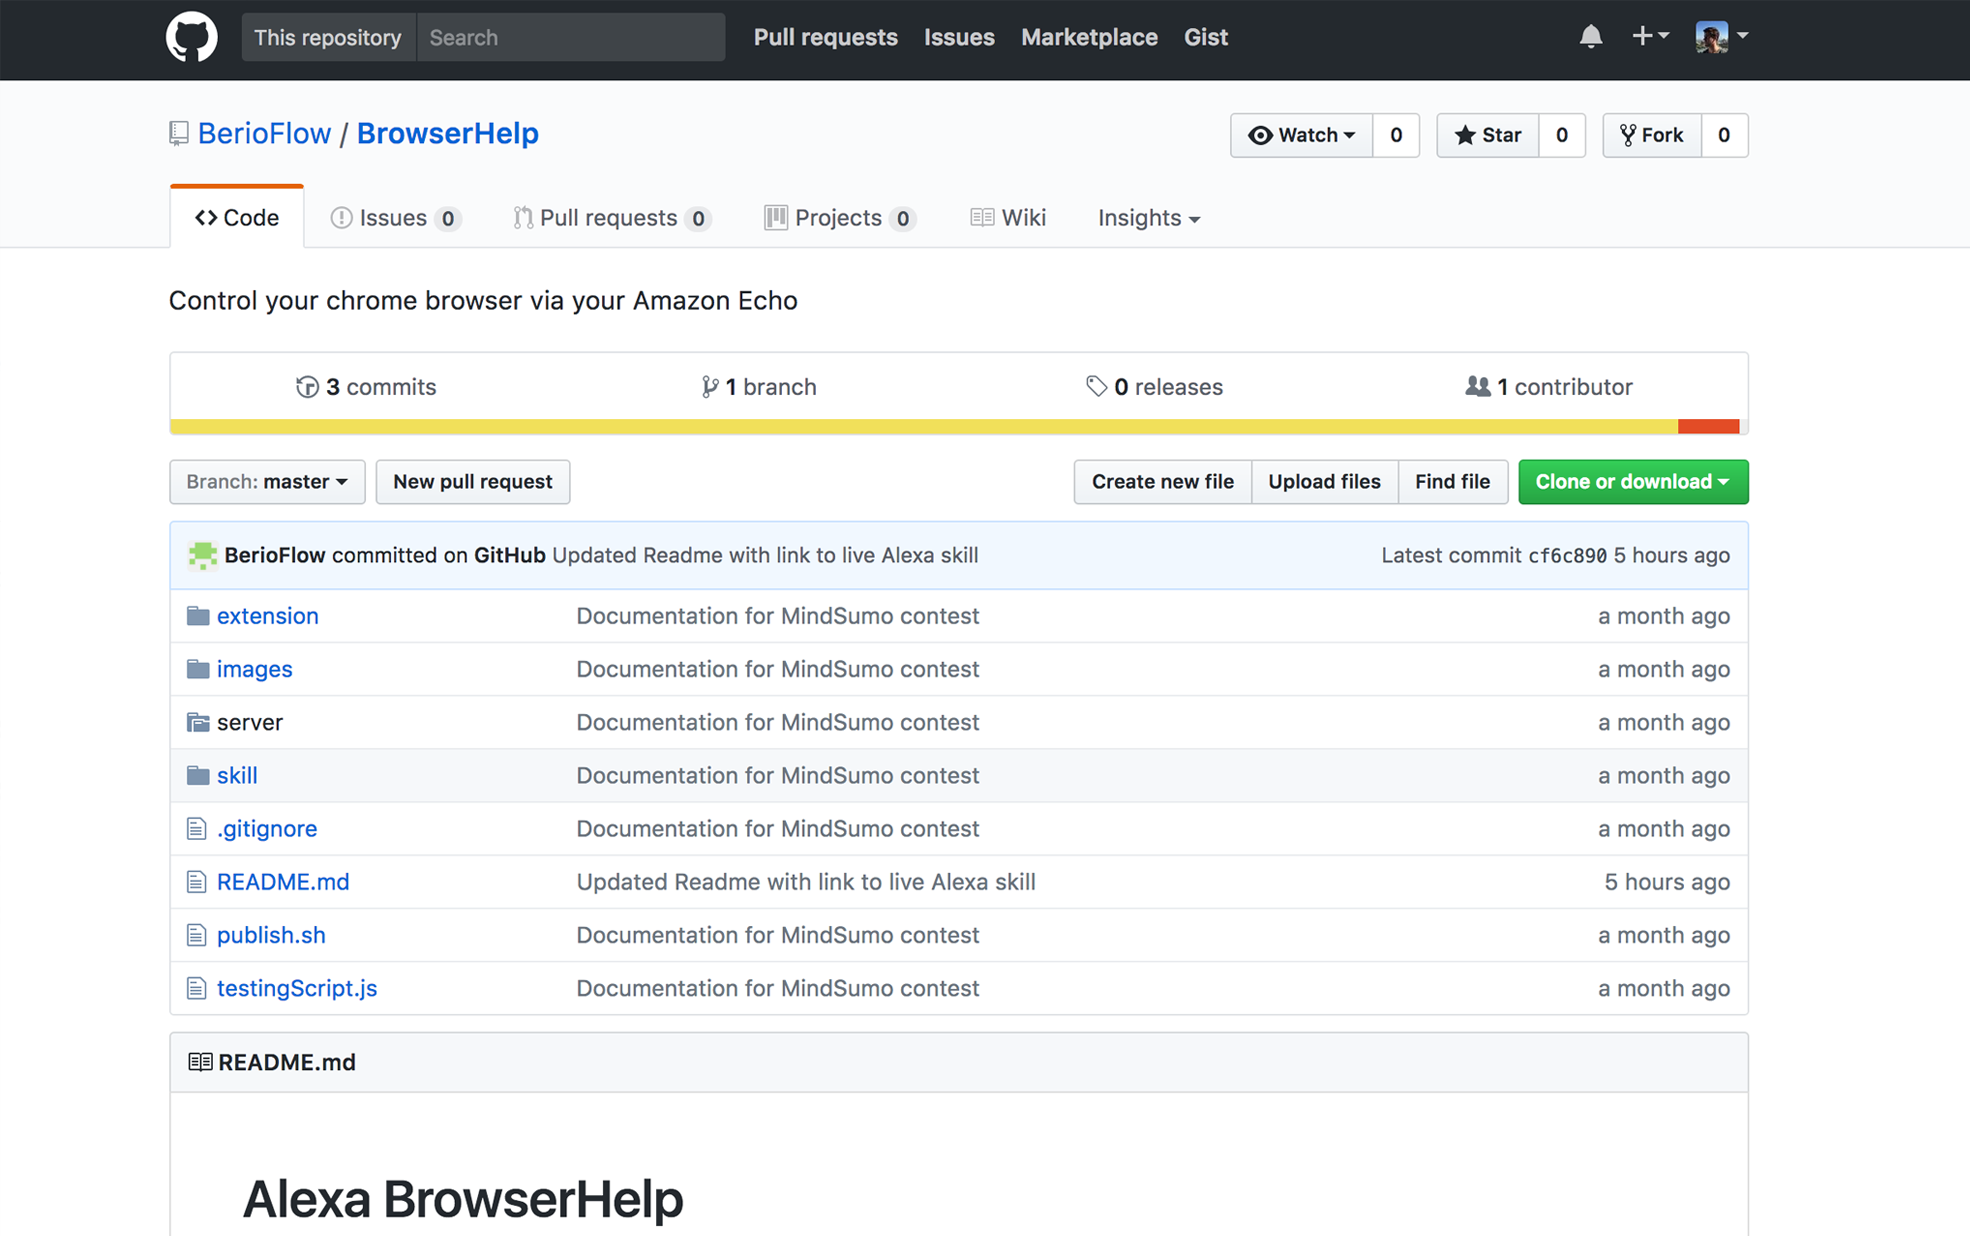 This repository Search Pull requests Issues Marketplace Gist
BerioFlow / BrowserHelp Watch 0 Star 0 Fork 0
Code Issues 0 Pull requests 0 Projects 0 Wiki Insights
Control your chrome browser via your Amazon Echo
3 commits 1 branch 0 releases 1 contributor
Branch: master New pull request Create new file Upload files Find file Clone or download
BerioFlow committed on GitHub Updated Readme with link to live Alexa skill Latest commit cf6c890 5 hours ago
extension Documentation for MindSumo contest a month ago
images Documentation for MindSumo contest a month ago
server Documentation for MindSumo contest a month ago
skill Documentation for MindSumo contest a month ago
.gitignore Documentation for MindSumo contest a month ago
README.md Updated Readme with link to live Alexa skill 5 hours ago
publish.sh Documentation for MindSumo contest a month ago
testingScript.js Documentation for MindSumo contest a month ago
README.md
Alexa BrowserHelp